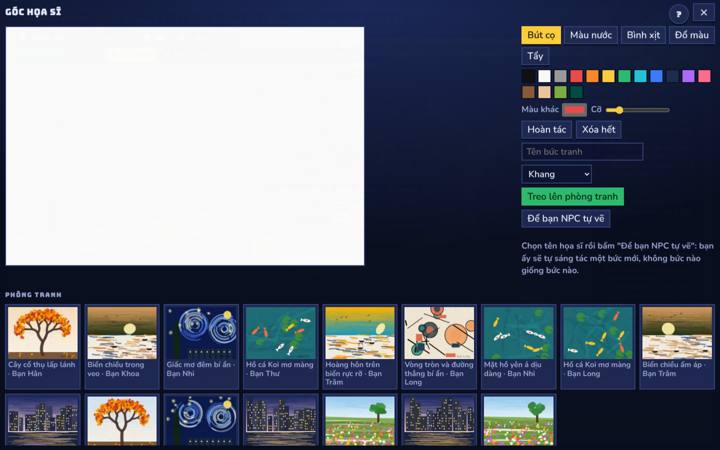 GÓC HỌA SĨ
?
✕
Bút cọ
Màu nước
Bình xịt
Đổ màu
Tẩy
Màu khác
Cỡ
Hoàn tác
Xóa hết
Tên bức tranh
Khang
Treo lên phòng tranh
Để bạn NPC tự vẽ
Chọn tên họa sĩ rồi bấm "Để bạn NPC tự vẽ": bạn
ấy sẽ tự sáng tác một bức mới, không bức nào
giống bức nào.
PHÒNG TRANH
Cây cổ thụ lấp lánh
· Bạn Hân
Biển chiều trong
veo · Bạn Khoa
Giấc mơ đêm bí ẩn ·
Bạn Nhi
Hồ cá Koi mơ màng
· Bạn Thư
Hoàng hôn trên
biển rực rỡ · Bạn
Trâm
Vòng tròn và đường
thẳng bí ẩn · Bạn
Long
Mặt hồ yên ả dịu
dàng · Bạn Nhi
Hồ cá Koi mơ màng
· Bạn Long
Biển chiều ấm áp ·
Bạn Trâm